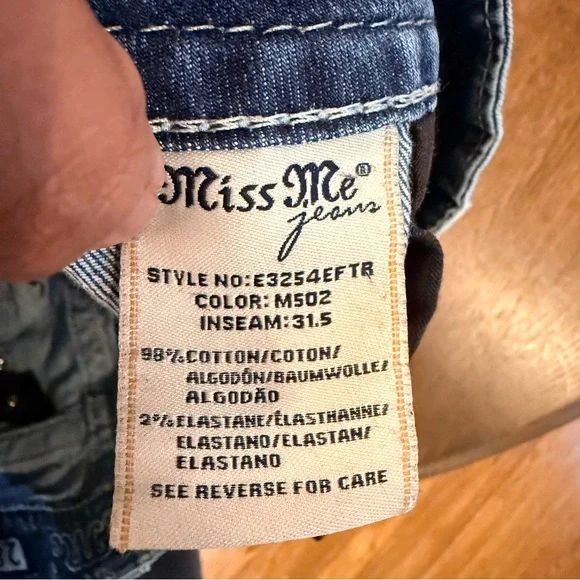 Miss Me®
jeans
STYLE NO:E3254EFTR
COLOR: M502
INSEAM:31.5
98%COTTON/COTON/
ALGODÓN/BAUMWOLLE/
ALGODÃO
2%ELASTANE/ÉLASTHANNE/
ELASTANO/ELASTAN/
ELASTANO
SEE REVERSE FOR CARE